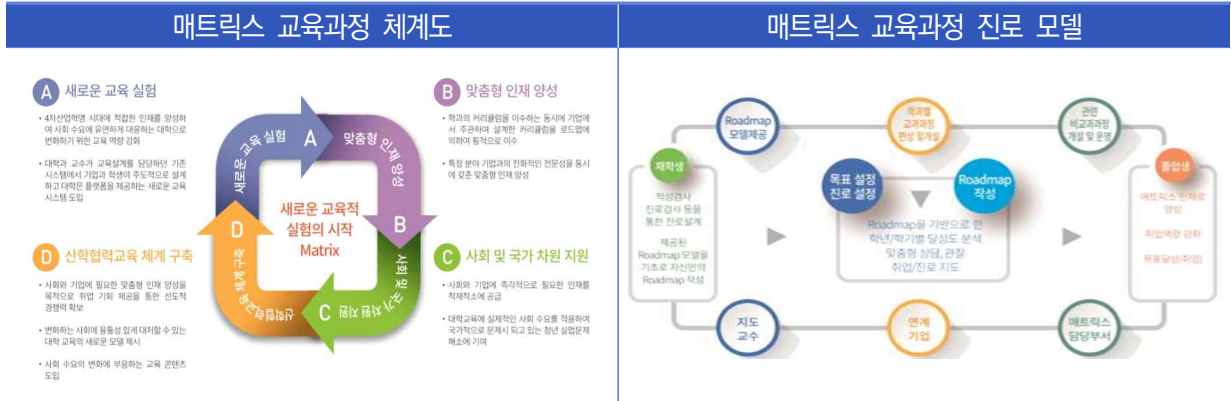 매트릭스 교육과정 체계도
A 새로운 교육 실험
• 4차산업혁명 시대에 적합한 인재를 양성하
여 사회 수요에 유연하게 대응하는 대학으로
변화하기 위한 교육 역량 강화
• 대학과 교수가 교육설계를 담당하던 기존
시스템에서 기업과 학생이 주도적으로 설계
하고 대학은 플랫폼을 제공하는 새로운 교육
시스템 도입
B 맞춤형 인재 양성
• 학과의 커리큘럼을 이수하는 동시에 기업에
서 주관하여 설계한 커리큘럼을 로드맵에
의하여 횡적으로 이수
• 특정 분야 기업과의 친화적인 전문성을 동시
에 갖춘 맞춤형 인재 양성
새로운 교육 실험 A
맞춤형 인재 양성 B
사회 및 국가 차원 지원 C
산학협력교육 체계 구축 D
새로운 교육적
실험의 시작
Matrix
D 산학협력교육 체계 구축
• 사회와 기업에 필요한 맞춤형 인재 양성을
목적으로 취업 기회 제공을 통한 선도적
경쟁력 확보
• 변화하는 사회에 융통성 있게 대처할 수 있는
대학 교육의 새로운 모델 제시
• 사회 수요의 변화에 부응하는 교육 콘텐츠
도입
C 사회 및 국가 차원 지원
• 사회와 기업에 즉각적으로 필요한 인재를
적재적소에 공급
• 대학교육에 실제적인 사회 수요를 적용하여
국가적으로 문제시 되고 있는 청년 실업문제
해소에 기여
매트릭스 교육과정 진로 모델
Roadmap
모델제공
학과별
교과과정
편성 및 개설
관련
비교과과정
개설 및 운영
재학생
적성검사
진로검사 등을
통한 진로설계
제공된
Roadmap 모델을
기초로 자신만의
Roadmap 작성
목표 설정
진로 설정
Roadmap
작성
Roadmap을 기반으로 한
학년/학기별 달성도 분석
맞춤형 상담, 관찰
취업/진로 지도
졸업생
매트릭스 인재로
양성
취업역량 강화
목표달성(취업)
지도
교수
연계
기업
매트릭스
담당부서